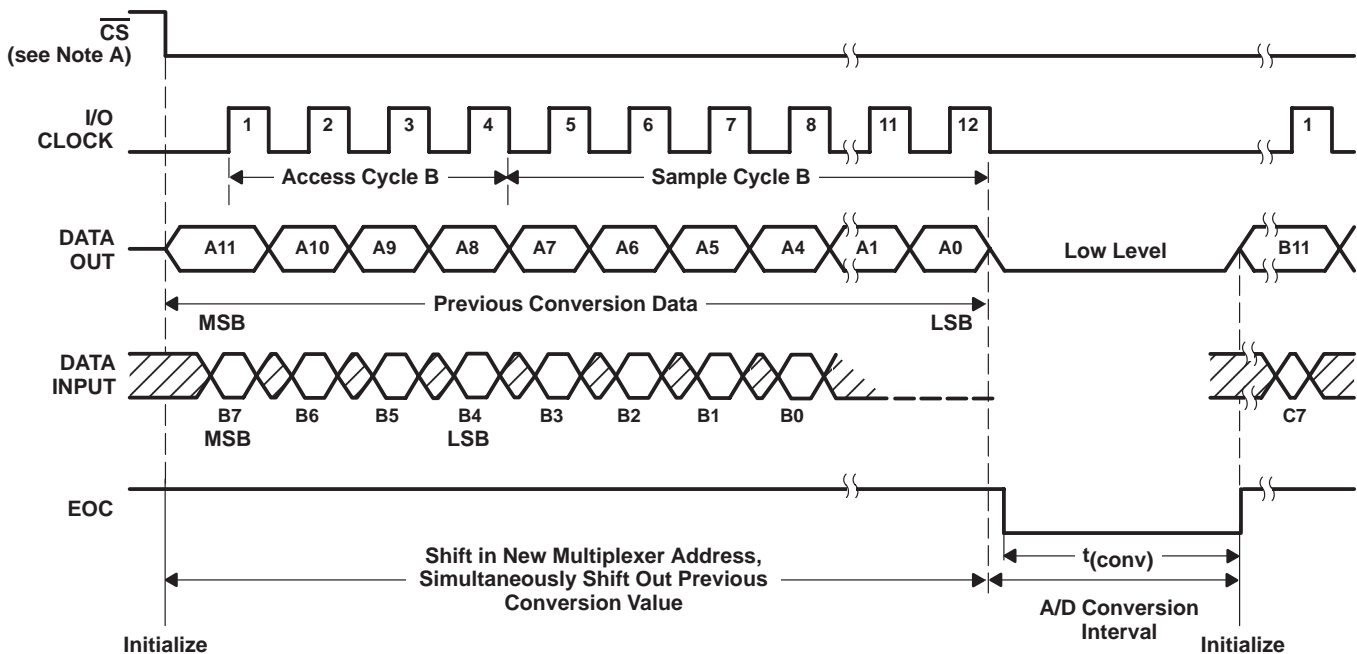 CS
(see Note A)
I/O
CLOCK
1 2 3 4 5 6 7 8 11 12 1
Access Cycle B Sample Cycle B
DATA
OUT
A11 A10 A9 A8 A7 A6 A5 A4 A1 A0 Low Level B11
Previous Conversion Data
MSB LSB
DATA
INPUT
B7 B6 B5 B4 B3 B2 B1 B0 C7
MSB LSB
EOC
Shift in New Multiplexer Address,
Simultaneously Shift Out Previous
Conversion Value
t(conv)
A/D Conversion
Interval
Initialize Initialize